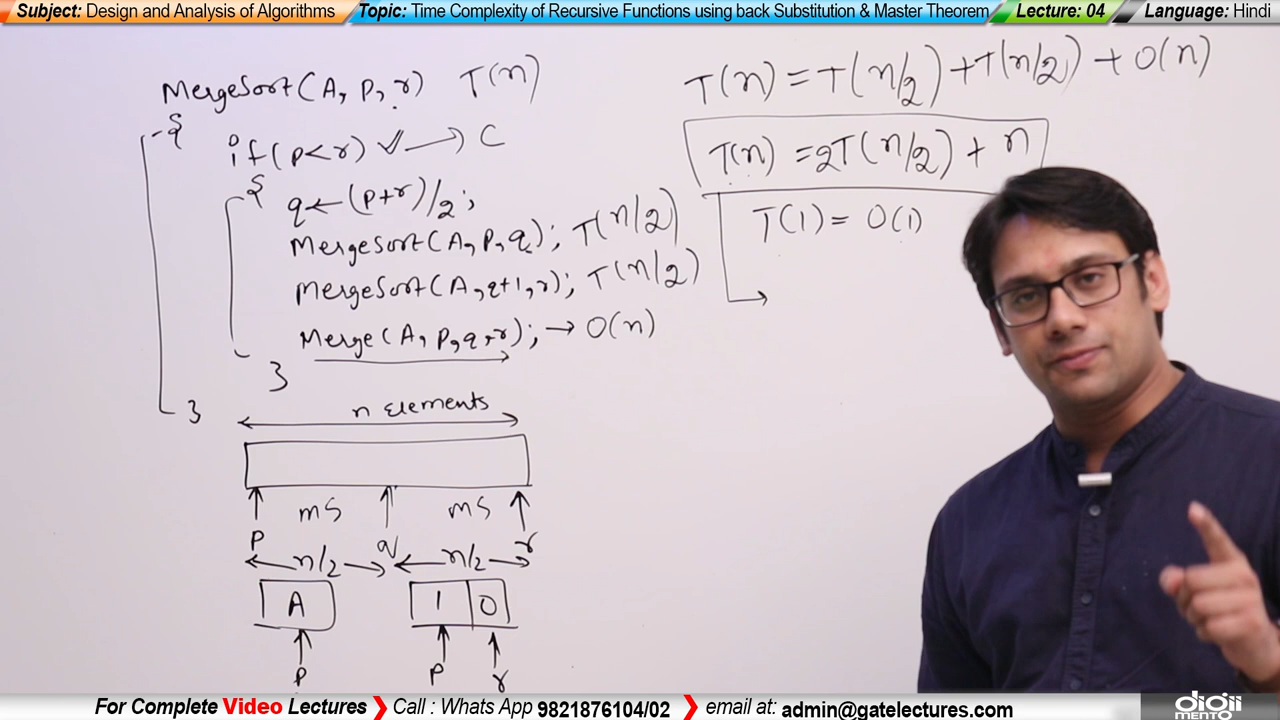 Subject: Design and Analysis of Algorithms Topic: Time Complexity of Recursive Functions using back Substitution & Master Theorem Lecture: 04 Language: Hindi
MergeSort(A, P, r) T(n)
{
if(p<r) ✓ → C
{
q←(p+r)/2;
MergeSort(A, P, q); T(n/2)
MergeSort(A, q+1, r); T(n/2)
Merge(A, P, q, r); → O(n)
}
}
n Elements
MS MS
P q r
n/2 n/2
A 1 0
P P r
T(n) = T(n/2) + T(n/2) + O(n)
T(n) = 2T(n/2) + n
T(1) = O(1)
For Complete Video Lectures Call : Whats App 9821876104/02 email at: admin@gatelectures.com
digii
MENTO